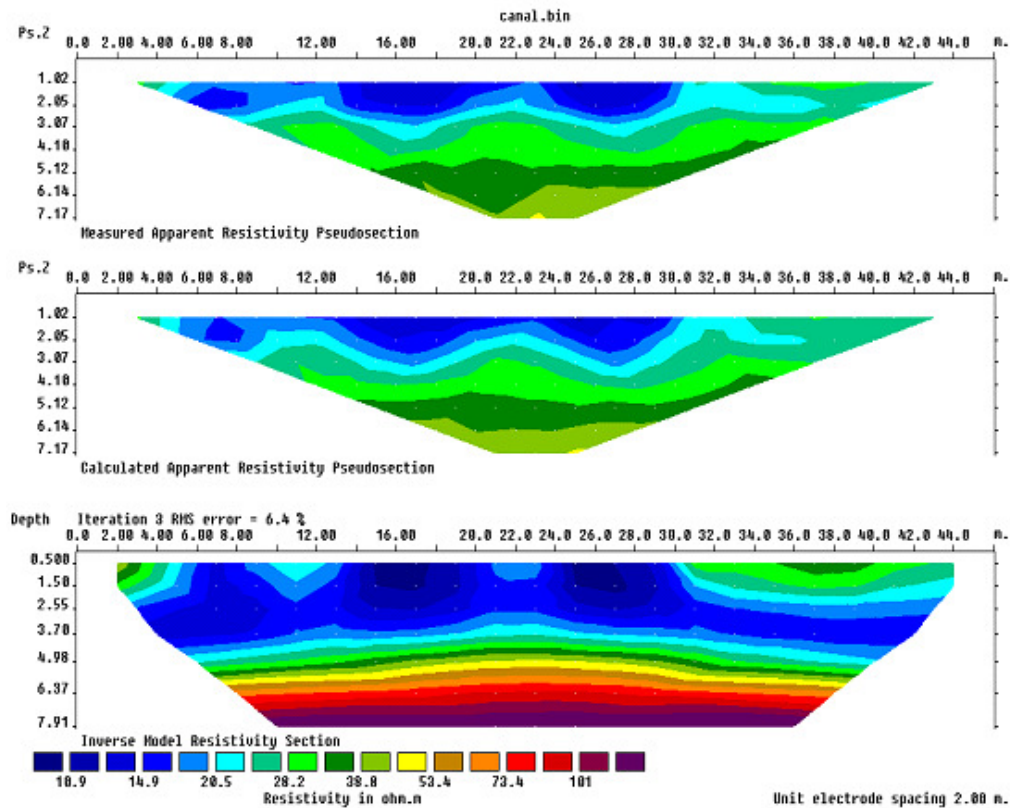 canal.bin
Ps.Z 0.0 2.00 4.00 6.00 8.00 12.00 16.00 20.0 22.0 24.0 26.0 28.0 30.0 32.0 34.0 36.0 38.0 40.0 42.0 44.0 m.
1.02
2.05
3.07
4.10
5.12
6.14
7.17
Measured Apparent Resistivity Pseudosection
Ps.Z 0.0 2.00 4.00 6.00 8.00 12.00 16.00 20.0 22.0 24.0 26.0 28.0 30.0 32.0 34.0 36.0 38.0 40.0 42.0 44.0 m.
1.02
2.05
3.07
4.10
5.12
6.14
7.17
Calculated Apparent Resistivity Pseudosection
Depth Iteration 3 RMS error = 6.4 %
0.0 2.00 4.00 6.00 8.00 12.00 16.00 20.0 22.0 24.0 26.0 28.0 30.0 32.0 34.0 36.0 38.0 40.0 42.0 44.0 m.
0.500
1.50
2.55
3.70
4.98
6.37
7.91
Inverse Model Resistivity Section
10.9 14.9 20.5 28.2 38.8 53.4 73.4 101
Resistivity in ohm.m Unit electrode spacing 2.00 m.